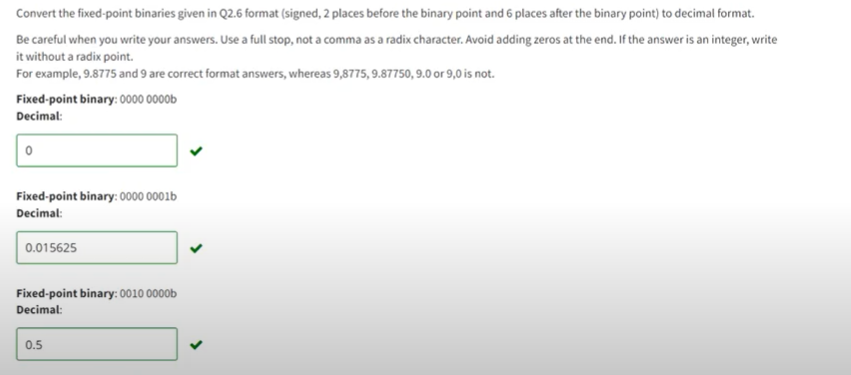 Convert the fixed-point binaries given in Q2.6 format (signed, 2 places before the binary point and 6 places after the binary point) to decimal format.
Be careful when you write your answers. Use a full stop, not a comma as a radix character. Avoid adding zeros at the end. If the answer is an integer, write
it without a radix point.
For example, 9.8775 and 9 are correct format answers, whereas 9,8775, 9.87750, 9.0 or 9,0 is not.
Fixed-point binary: 0000 0000b
Decimal:
0
Fixed-point binary: 0000 0001b
Decimal:
0.015625
Fixed-point binary: 0010 0000b
Decimal:
0.5